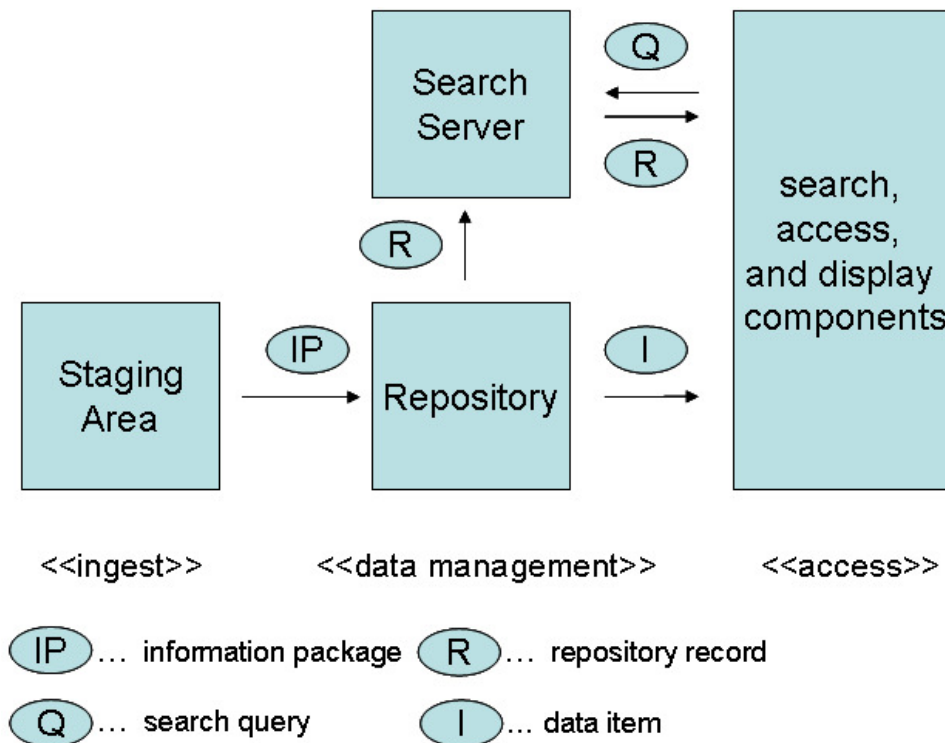 Q
Search
Server
R
search,
access,
and display
components
R
IP
I
Staging
Area
Repository
<<ingest>>
<<data management>>
<<access>>
IP ... information package
R ... repository record
Q ... search query
I ... data item